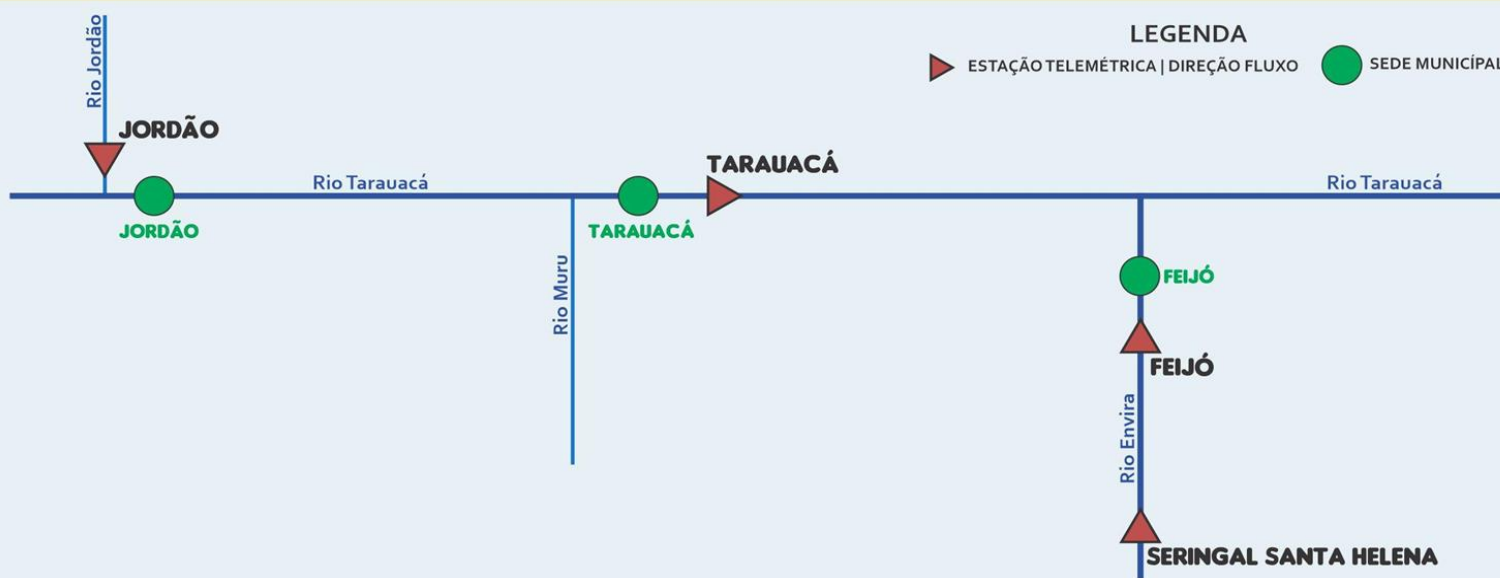 Rio Jordão
LEGENDA
ESTAÇÃO TELEMÉTRICA | DIREÇÃO FLUXO
SEDE MUNICÍPAL
JORDÃO
TARAUACÁ
Rio Tarauacá
Rio Tarauacá
JORDÃO
TARAUACÁ
Rio Muru
FEIJÓ
FEIJÓ
Rio Envira
SERINGAL SANTA HELENA